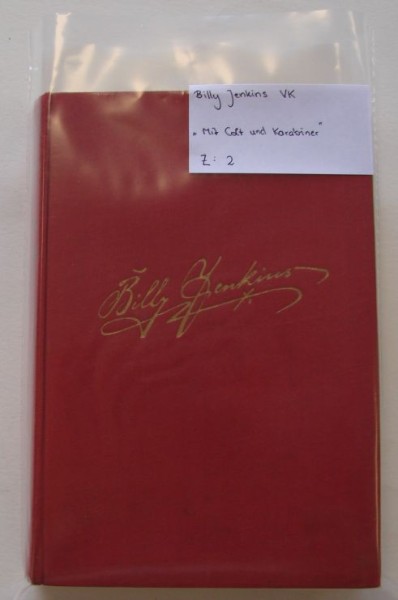 Billy Jenkins VK
„Mit Colt und Karabiner"
Z: 2
Billy Jenkins